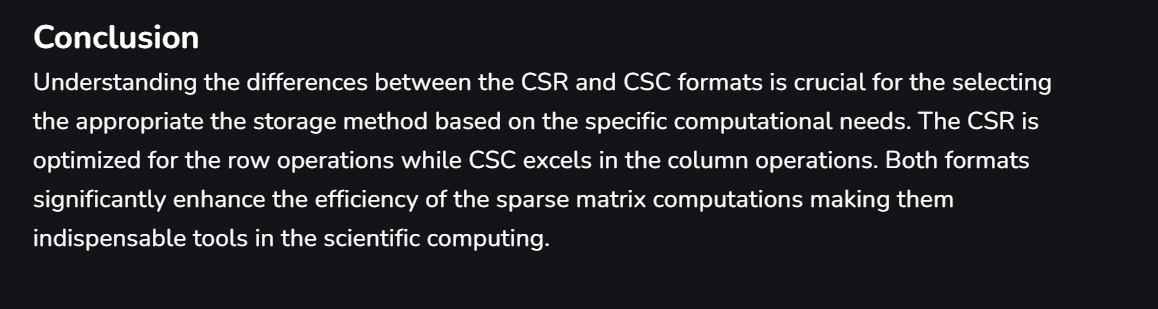 Conclusion
Understanding the differences between the CSR and CSC formats is crucial for the selecting
the appropriate the storage method based on the specific computational needs. The CSR is
optimized for the row operations while CSC excels in the column operations. Both formats
significantly enhance the efficiency of the sparse matrix computations making them
indispensable tools in the scientific computing.